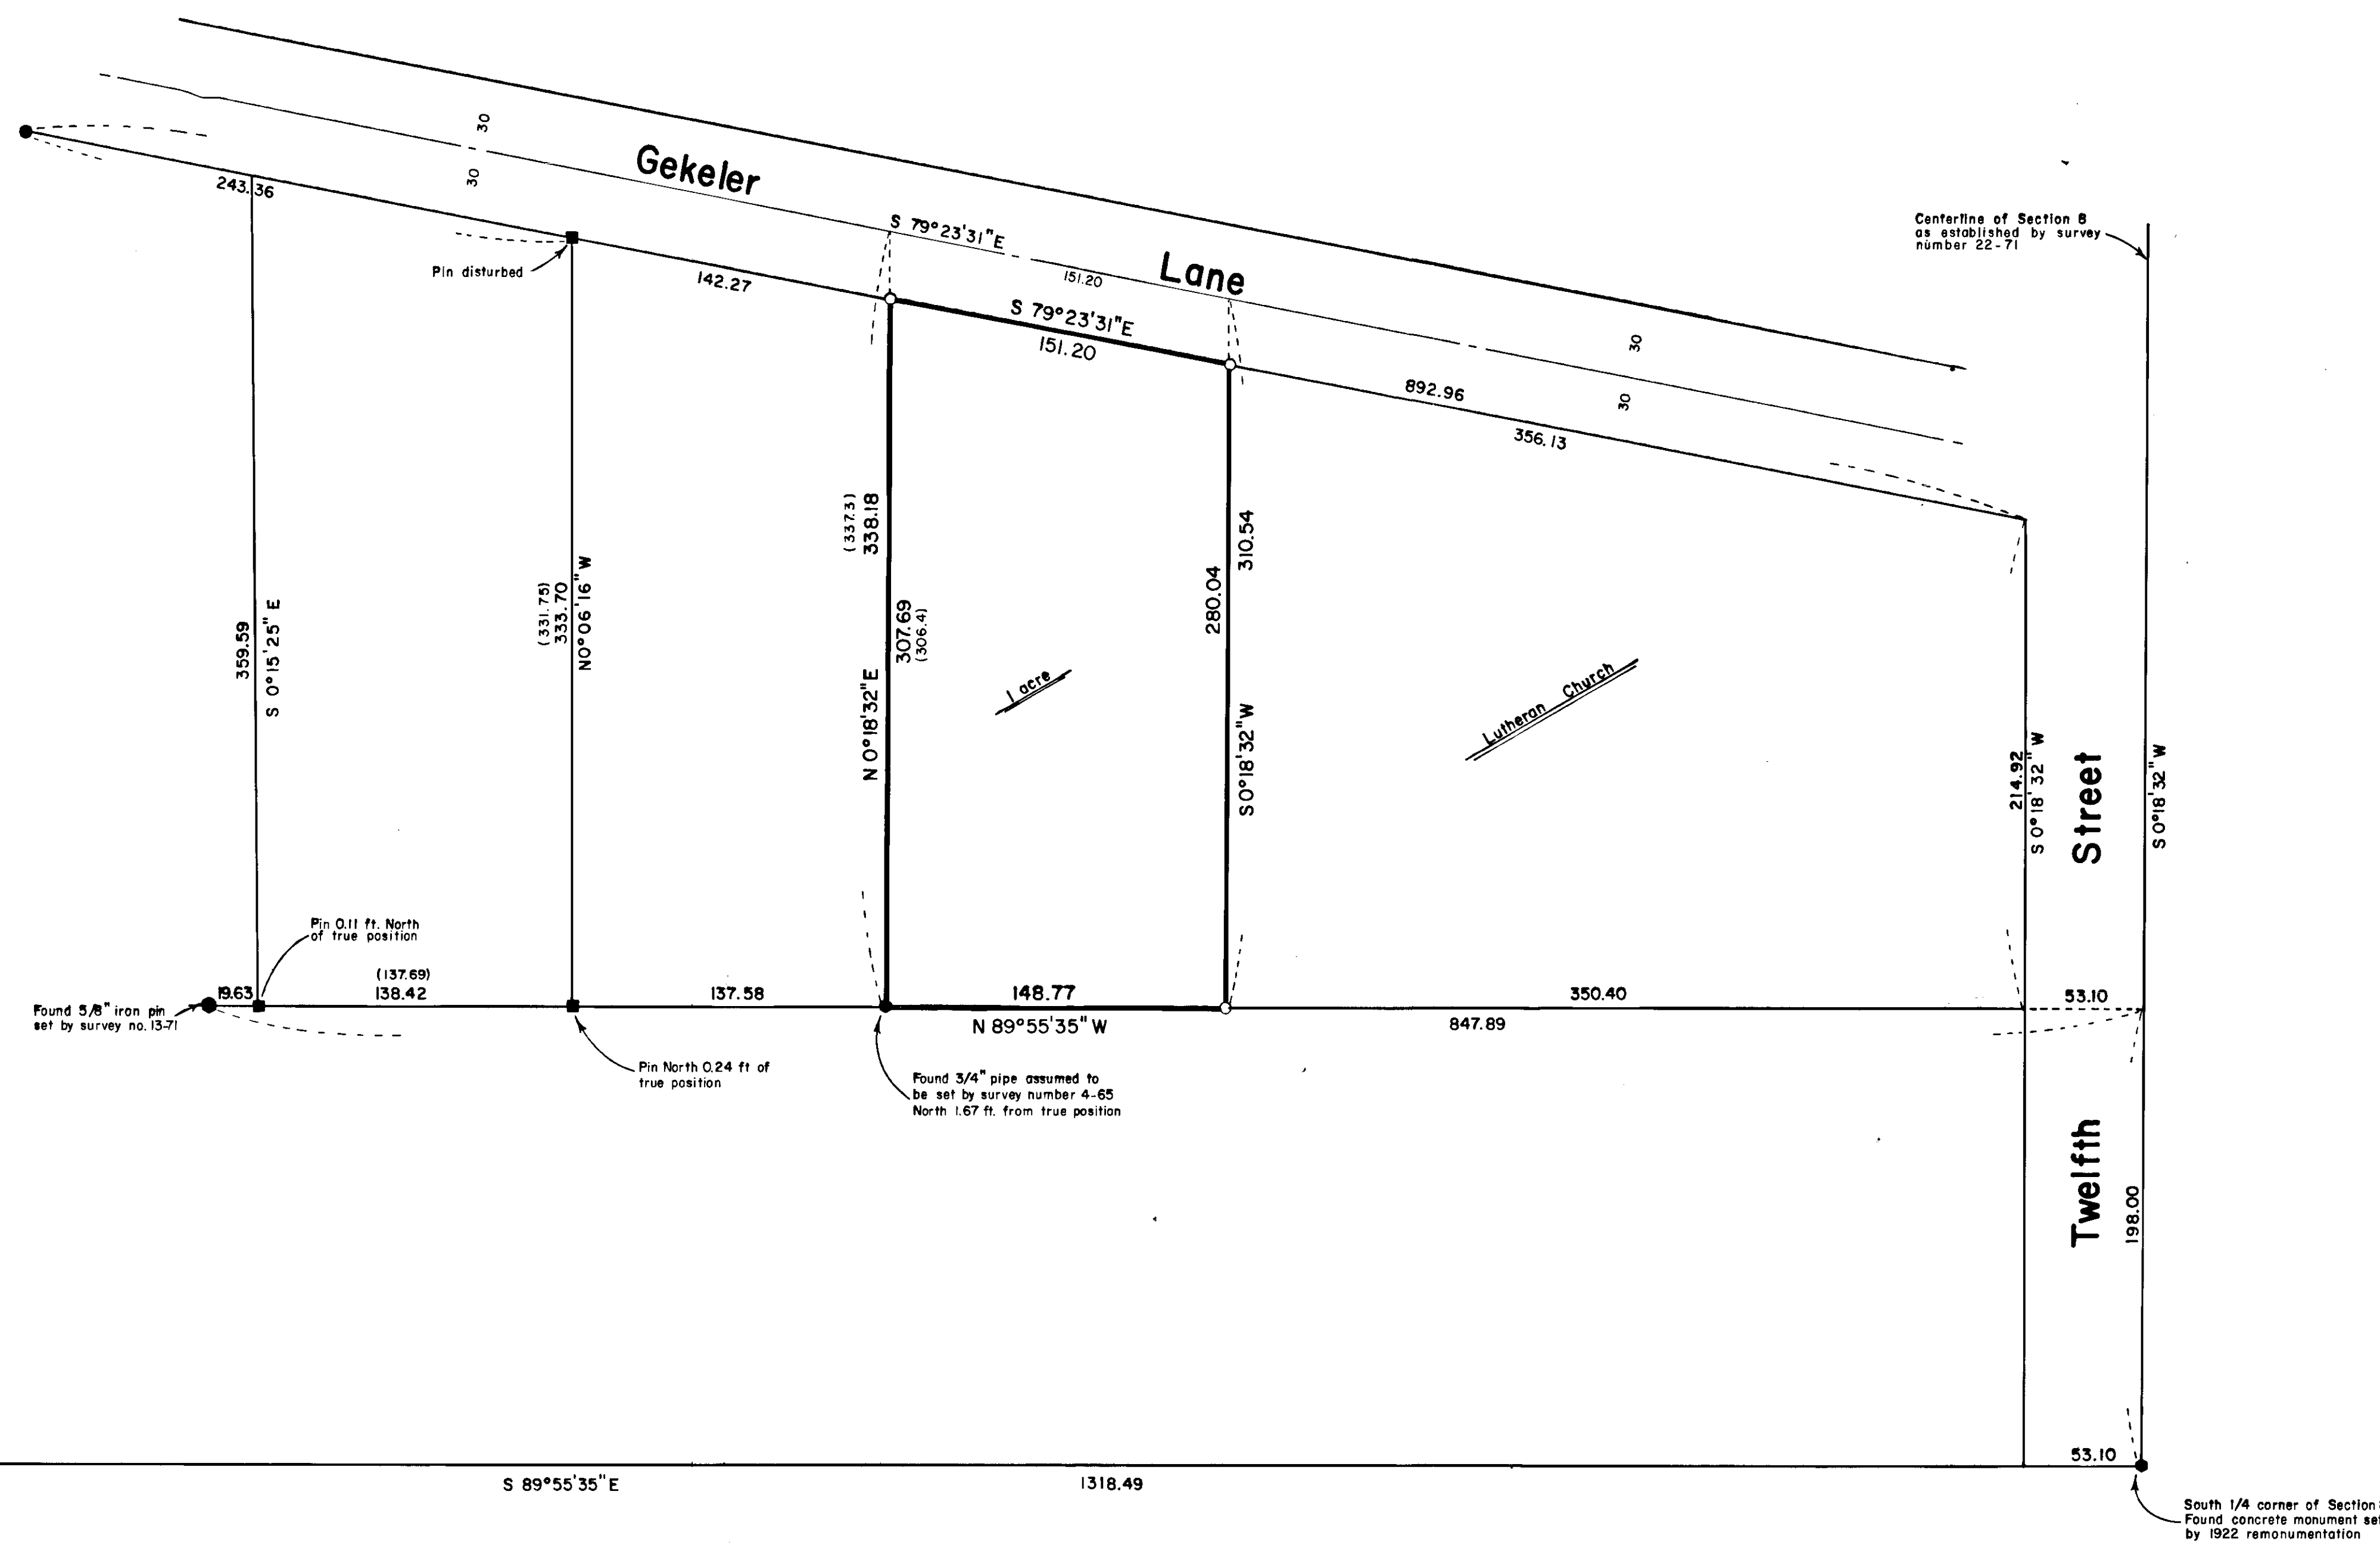 Centerline of Section 8
as established by survey
number 22-71
30
30
Gekeler
243.36
S 79°23'31"E
Lane
151.20
Pin disturbed
142.27
S 79°23'31"E
151.20
30
30
892.96
356.13
359.59
S 0°15'25" E
(331.75)
333.70
N0°06'16" W
(337.3)
338.18
N 0°18'32"E
307.69
(306.4)
280.04
310.54
S 0°18'32"W
1 acre
Lutheran Church
214.92
S 0°18'32" W
Street
S 0°18'32" W
Pin 0.11 ft. North
of true position
Found 5/8" iron pin
set by survey no. 13-71
19.63
(137.69)
138.42
137.58
148.77
N 89°55'35" W
350.40
847.89
53.10
Pin North 0.24 ft of
true position
Found 3/4" pipe assumed to
be set by survey number 4-65
North 1.67 ft. from true position
Twelfth
198.00
53.10
S 89°55'35"E
1318.49
South 1/4 corner of Section
Found concrete monument set
by 1922 remonumentation